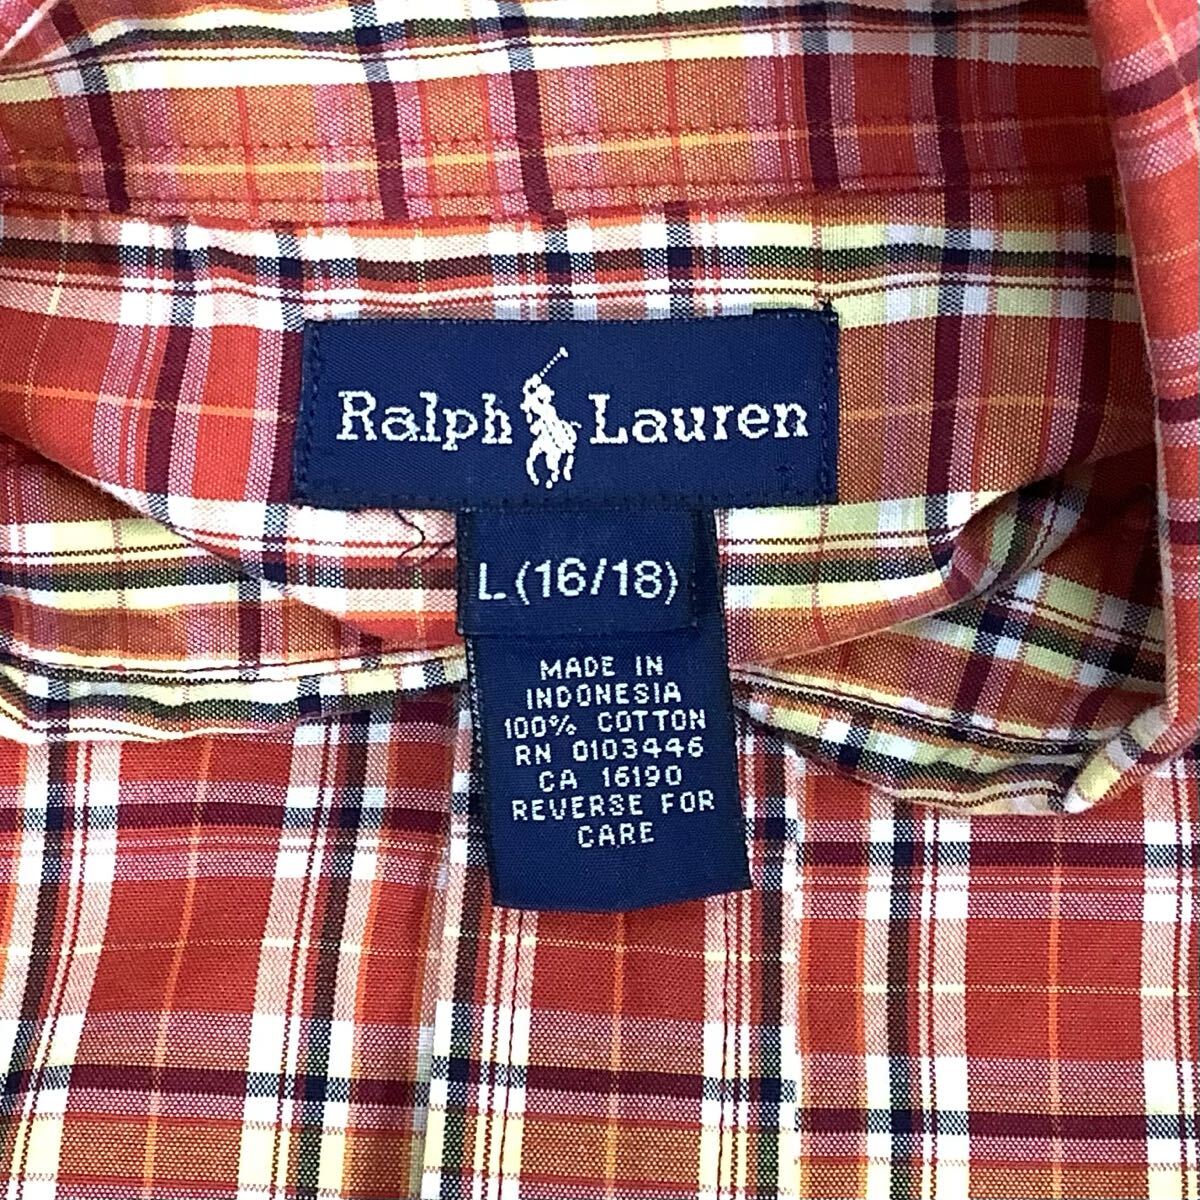 Ralph Lauren
L (16/18)
MADE IN
INDONESIA
100% COTTON
RN 0103446
CA 16190
REVERSE FOR
CARE